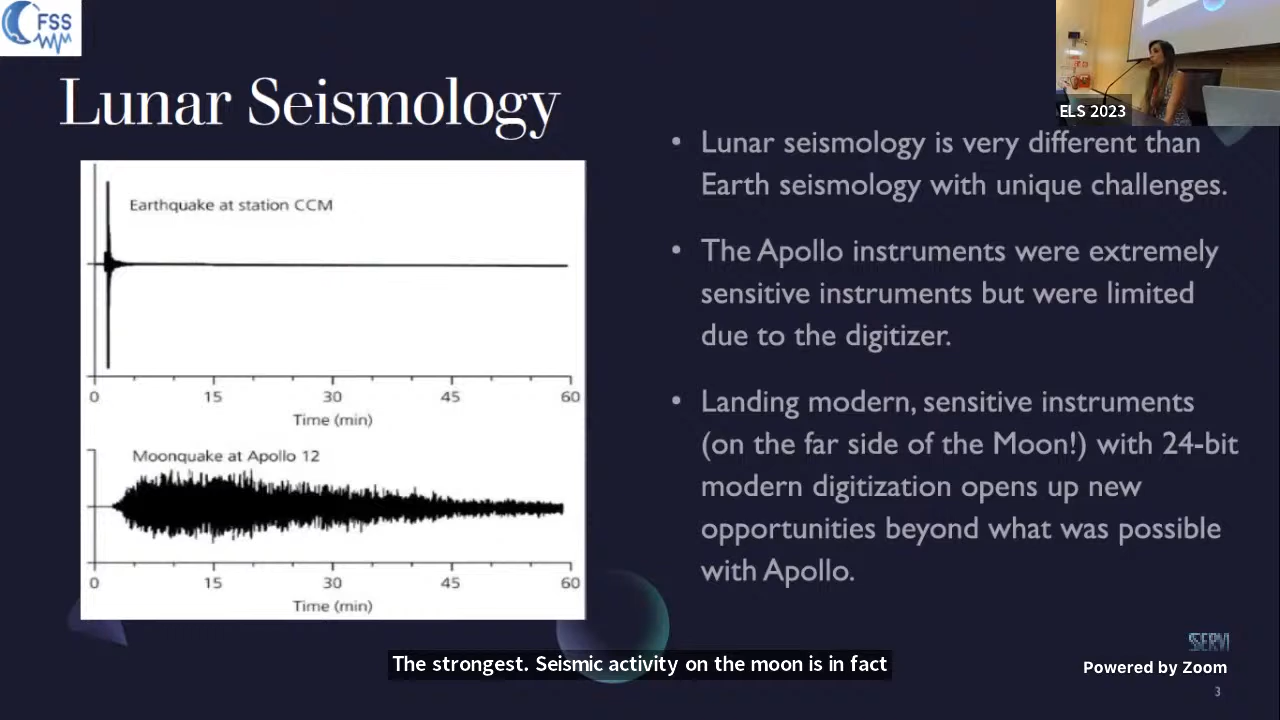 FSS
Lunar Seismology
ELS 2023
Earthquake at station CCM
0 15 30 45 60
Time (min)
Moonquake at Apollo 12
0 15 30 45 60
Time (min)
• Lunar seismology is very different than
Earth seismology with unique challenges.
• The Apollo instruments were extremely
sensitive instruments but were limited
due to the digitizer.
• Landing modern, sensitive instruments
(on the far side of the Moon!) with 24-bit
modern digitization opens up new
opportunities beyond what was possible
with Apollo.
The strongest. Seismic activity on the moon is in fact
Powered by Zoom
3